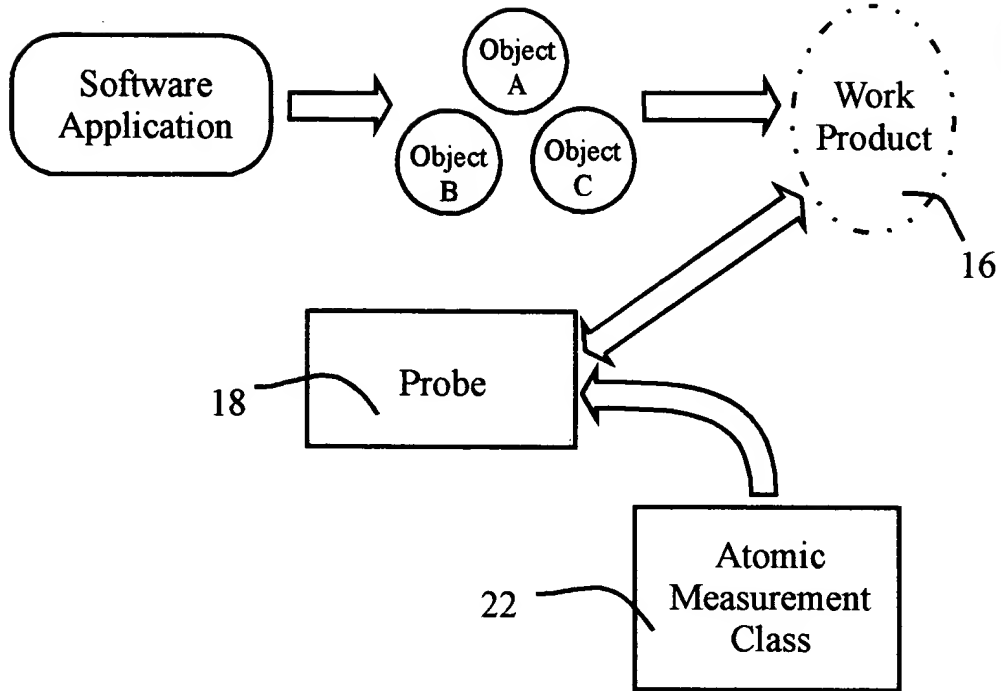 Software
Application
Object
A
Object
B
Object
C
Work
Product
16
Probe
18
Atomic
Measurement
Class
22